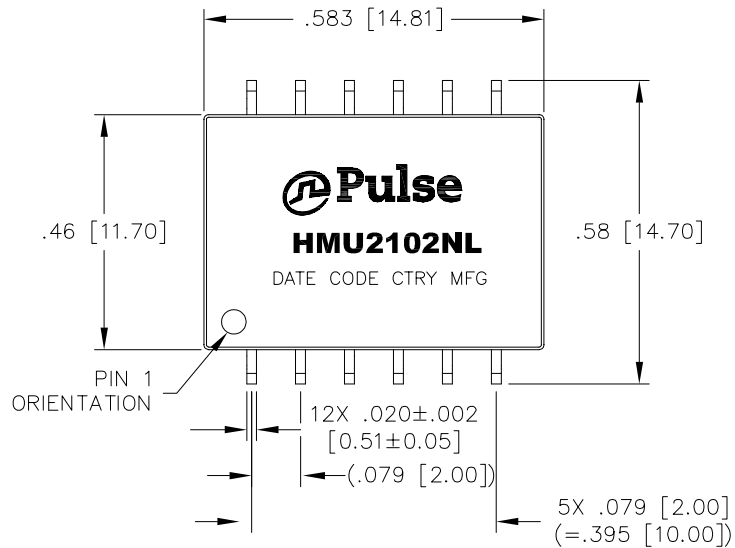 .583 [14.81]
.46 [11.70]
Pulse
HMU2102NL
DATE CODE CTRY MFG
.58 [14.70]
PIN 1
ORIENTATION
12X .020±.002
[0.51±0.05]
(.079 [2.00])
5X .079 [2.00]
(=.395 [10.00])